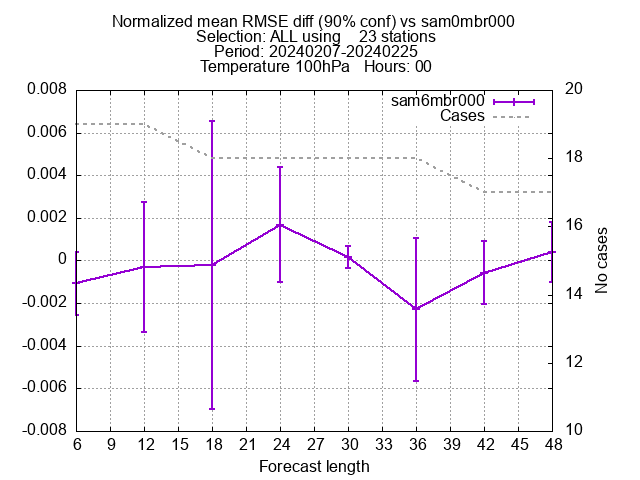 Normalized mean RMSE diff (90% conf) vs sam0mbr000
Selection: ALL using    23 stations
Period: 20240207-20240225
Temperature 100hPa   Hours: 00
0.008
0.006
0.004
0.002
0
-0.002
-0.004
-0.006
-0.008
20
18
16
14
12
10
No cases
sam6mbr000
Cases
6 9 12 15 18 21 24 27 30 33 36 39 42 45 48
Forecast length